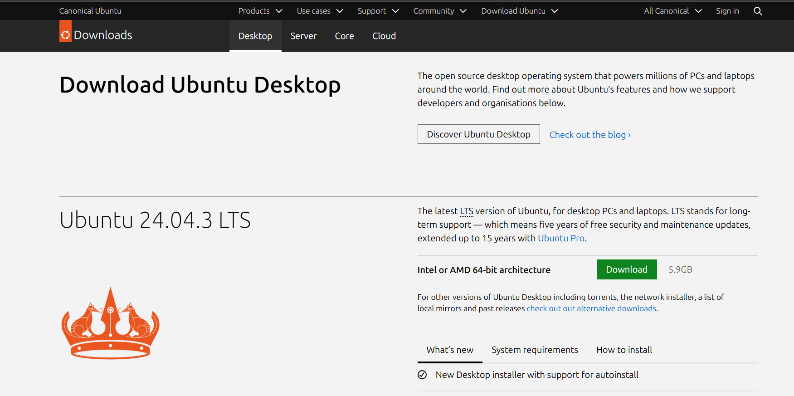 Canonical Ubuntu Products Use cases Support Community Download Ubuntu All Canonical Sign in
Downloads Desktop Server Core Cloud
Download Ubuntu Desktop
The open source desktop operating system that powers millions of PCs and laptops
around the world. Find out more about Ubuntu's features and how we support
developers and organisations below.
Discover Ubuntu Desktop Check out the blog ›
Ubuntu 24.04.3 LTS
The latest LTS version of Ubuntu, for desktop PCs and laptops. LTS stands for long-
term support — which means five years of free security and maintenance updates,
extended up to 15 years with Ubuntu Pro.
Intel or AMD 64-bit architecture Download 5.9GB
For other versions of Ubuntu Desktop including torrents, the network installer, a list of
local mirrors and past releases check out our alternative downloads.
What's new System requirements How to install
New Desktop installer with support for autoinstall